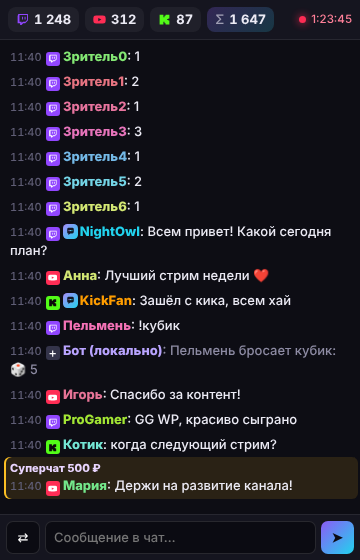 1 248 312 87 Σ 1 647 1:23:45
11:40 Зритель0: 1
11:40 Зритель1: 2
11:40 Зритель2: 1
11:40 Зритель3: 3
11:40 Зритель4: 1
11:40 Зритель5: 2
11:40 Зритель6: 1
11:40 NightOwl: Всем привет! Какой сегодня
план?
11:40 Анна: Лучший стрим недели ❤️
11:40 KickFan: Зашёл с кика, всем хай
11:40 Пельмень: !кубик
11:40 Бот (локально): Пельмень бросает кубик:
🎲 5
11:40 Игорь: Спасибо за контент!
11:40 ProGamer: GG WP, красиво сыграно
11:40 Котик: когда следующий стрим?
Суперчат 500 ₽
11:40 Мария: Держи на развитие канала!
Сообщение в чат...